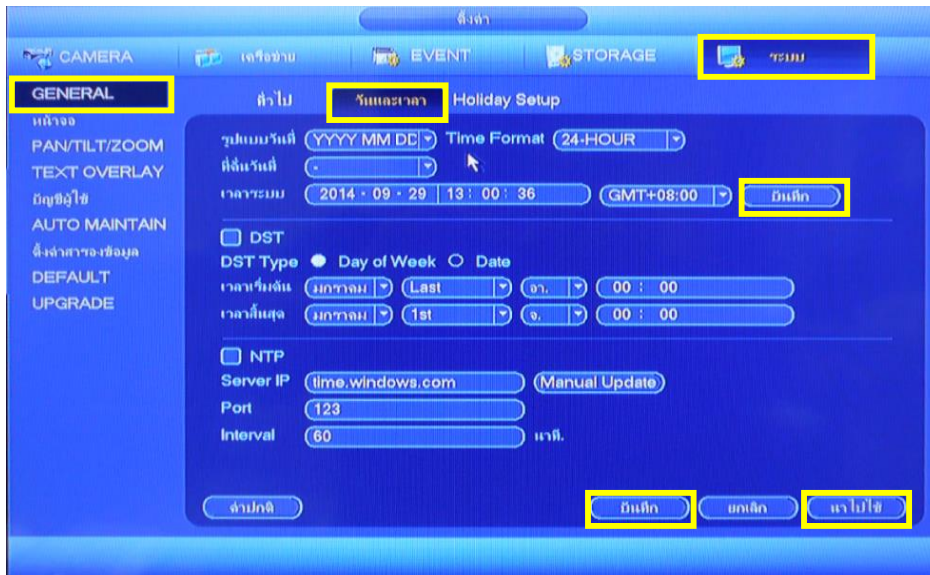 ตั้งค่า
CAMERA เครือข่าย EVENT STORAGE ระบบ
GENERAL
หน้าจอ
PAN/TILT/ZOOM
TEXT OVERLAY
บัญชีผู้ใช้
AUTO MAINTAIN
ตั้งค่าสำรองข้อมูล
DEFAULT
UPGRADE
ทั่วไป วันและเวลา Holiday Setup
รูปแบบวันที่ YYYY MM DD Time Format 24-HOUR
ที่คั่นวันที่ -
เวลาระบบ 2014 - 09 - 29 13 : 00 : 36 GMT+08:00 บันทึก
DST
DST Type Day of Week Date
เวลาเริ่มต้น มกราคม Last อา. 00 : 00
เวลาสิ้นสุด มกราคม 1st จ. 00 : 00
NTP
Server IP time.windows.com Manual Update
Port 123
Interval 60 นาที.
ค่าปกติ บันทึก ยกเลิก นำไปใช้